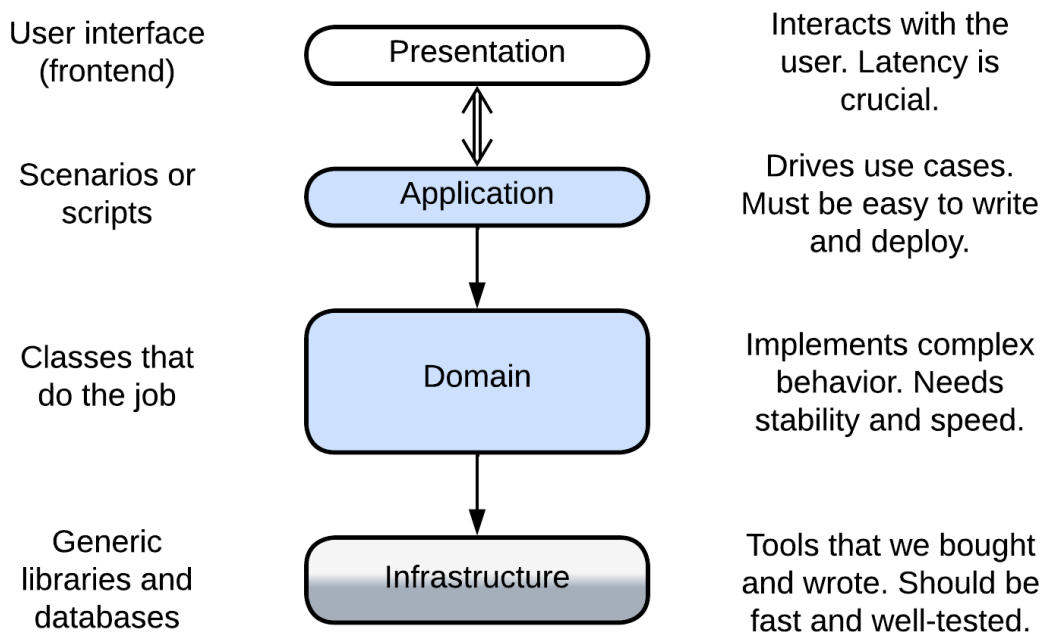 User interface
(frontend)
Presentation
Interacts with the
user. Latency is
crucial.
Scenarios or
scripts
Application
Drives use cases.
Must be easy to write
and deploy.
Classes that
do the job
Domain
Implements complex
behavior. Needs
stability and speed.
Generic
libraries and
databases
Infrastructure
Tools that we bought
and wrote. Should be
fast and well-tested.